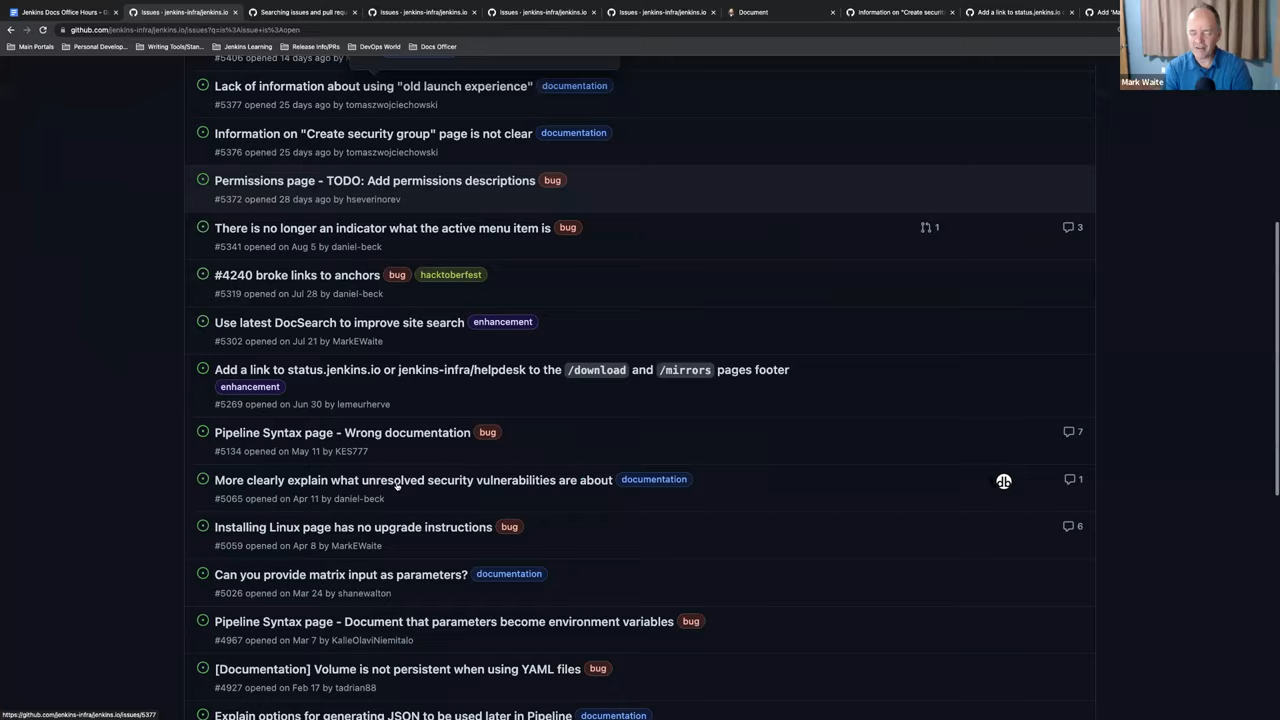 Jenkins Docs Office Hours - G
Issues · jenkins-infra/jenkins.io
Searching issues and pull requ
Issues · jenkins-infra/jenkins.io
Issues · jenkins-infra/jenkins.io
Issues · jenkins-infra/jenkins.io
Document
Information on "Create securit
Add a link to status.jenkins.io o
Add 'Ma
github.com/jenkins-infra/jenkins.io/issues?q=is%3Aissue+is%3Aopen
Main Portals
Personal Develop...
Writing Tools/Stan...
Jenkins Learning
Release Info/PRs
DevOps World
Docs Officer
Mark Waite
#5406 opened 14 days ago by
Lack of information about using "old launch experience" documentation
#5377 opened 25 days ago by tomaszwojciechowski
Information on "Create security group" page is not clear documentation
#5376 opened 25 days ago by tomaszwojciechowski
Permissions page - TODO: Add permissions descriptions bug
#5372 opened 28 days ago by hseverinorev
There is no longer an indicator what the active menu item is bug 1 3
#5341 opened on Aug 5 by daniel-beck
#4240 broke links to anchors bug hacktoberfest
#5319 opened on Jul 28 by daniel-beck
Use latest DocSearch to improve site search enhancement
#5302 opened on Jul 21 by MarkEWaite
Add a link to status.jenkins.io or jenkins-infra/helpdesk to the /download and /mirrors pages footer
enhancement
#5269 opened on Jun 30 by lemeurherve
Pipeline Syntax page - Wrong documentation bug 7
#5134 opened on May 11 by KES777
More clearly explain what unresolved security vulnerabilities are about documentation 1
#5065 opened on Apr 11 by daniel-beck
Installing Linux page has no upgrade instructions bug 6
#5059 opened on Apr 8 by MarkEWaite
Can you provide matrix input as parameters? documentation
#5026 opened on Mar 24 by shanewalton
Pipeline Syntax page - Document that parameters become environment variables bug
#4967 opened on Mar 7 by KalleOlaviNiemitalo
[Documentation] Volume is not persistent when using YAML files bug
#4927 opened on Feb 17 by tadrian88
Explain options for generating JSON to be used later in Pipeline documentation
https://github.com/jenkins-infra/jenkins.io/issues/5377